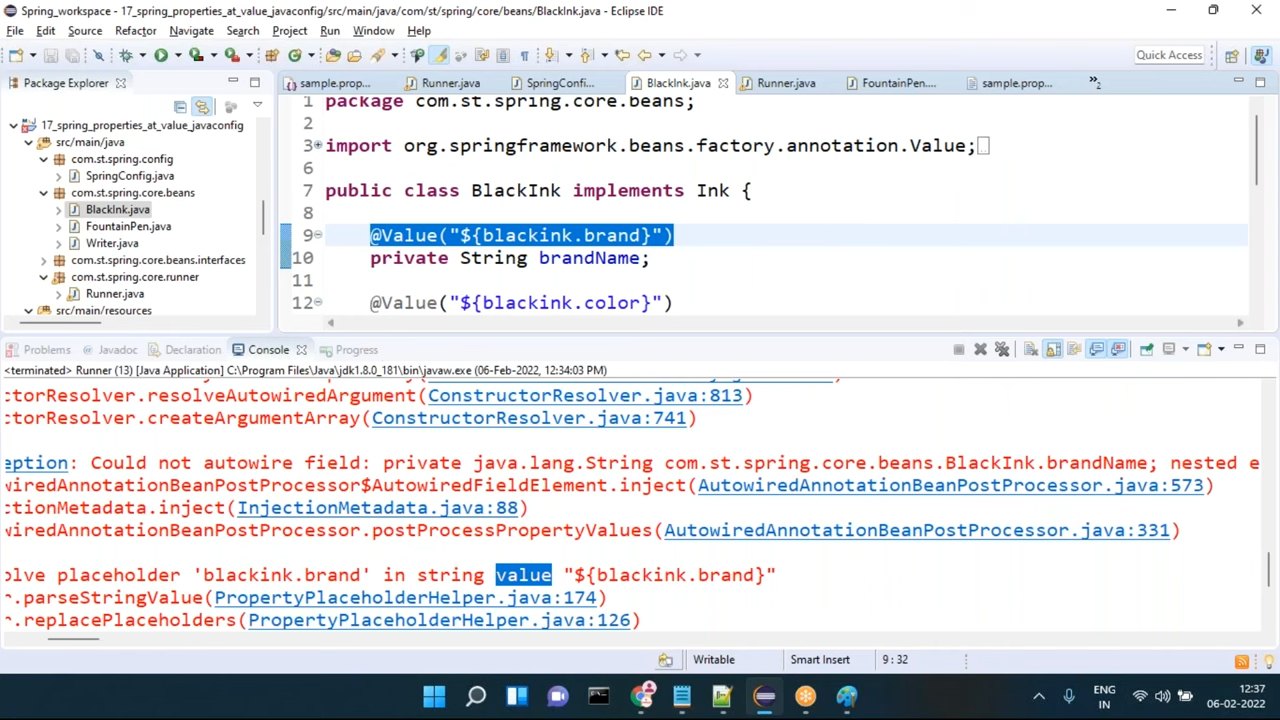 Spring_workspace - 17_spring_properties_at_value_javaconfig/src/main/java/com/st/spring/core/beans/BlackInk.java - Eclipse IDE
File Edit Source Refactor Navigate Search Project Run Window Help
Quick Access
Package Explorer
sample.prop... Runner.java SpringConfi... BlackInk.java Runner.java FountainPen.... sample.prop... 2
17_spring_properties_at_value_javaconfig
src/main/java
com.st.spring.config
SpringConfig.java
com.st.spring.core.beans
BlackInk.java
FountainPen.java
Writer.java
com.st.spring.core.beans.interfaces
com.st.spring.core.runner
Runner.java
src/main/resources
1 package com.st.spring.core.beans;
2
3 import org.springframework.beans.factory.annotation.Value;
6
7 public class BlackInk implements Ink {
8
9 @Value("${blackink.brand}")
10 private String brandName;
11
12 @Value("${blackink.color}")
Problems Javadoc Declaration Console Progress
<terminated> Runner (13) [Java Application] C:\Program Files\Java\jdk1.8.0_181\bin\javaw.exe (06-Feb-2022, 12:34:03 PM)
ctorResolver.resolveAutowiredArgument(ConstructorResolver.java:813)
ctorResolver.createArgumentArray(ConstructorResolver.java:741)
eption: Could not autowire field: private java.lang.String com.st.spring.core.beans.BlackInk.brandName; nested e
wiredAnnotationBeanPostProcessor$AutowiredFieldElement.inject(AutowiredAnnotationBeanPostProcessor.java:573)
ctionMetadata.inject(InjectionMetadata.java:88)
wiredAnnotationBeanPostProcessor.postProcessPropertyValues(AutowiredAnnotationBeanPostProcessor.java:331)
olve placeholder 'blackink.brand' in string value "${blackink.brand}"
r.parseStringValue(PropertyPlaceholderHelper.java:174)
r.replacePlaceholders(PropertyPlaceholderHelper.java:126)
Writable Smart Insert 9 : 32
ENG
IN
12:37
06-02-2022